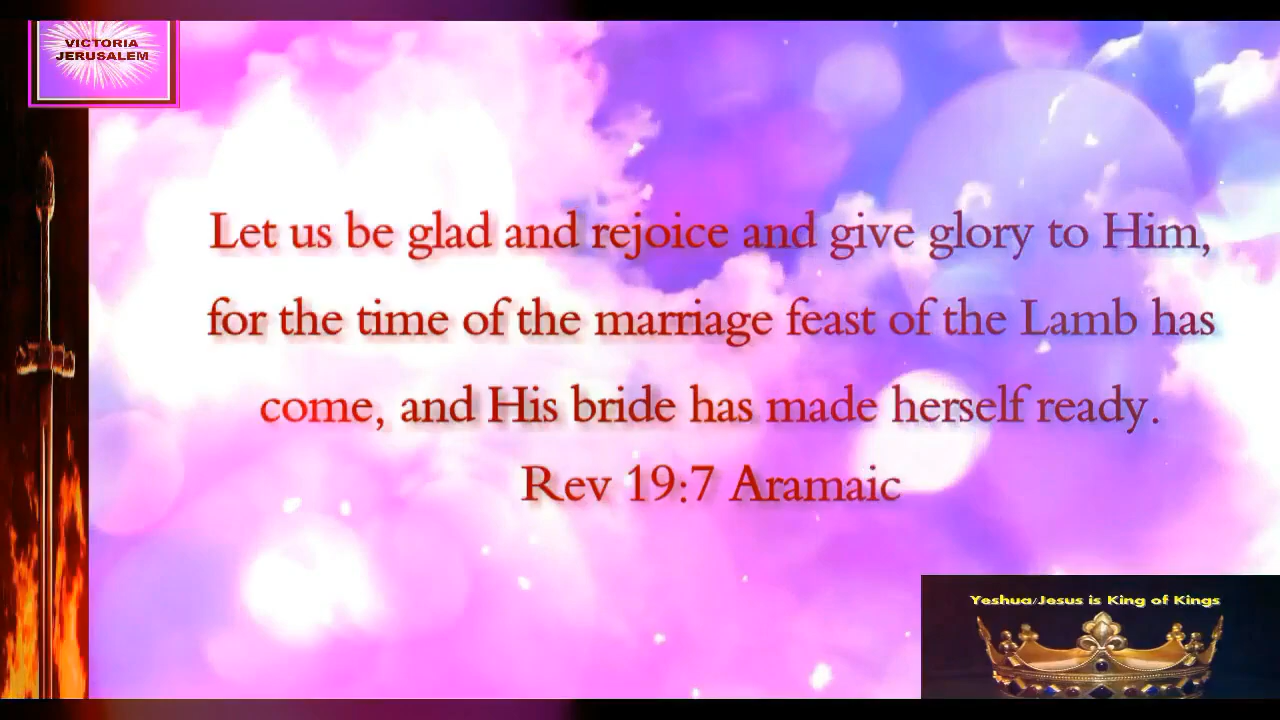 VICTORIA
JERUSALEM
Let us be glad and rejoice and give glory to Him,
for the time of the marriage feast of the Lamb has
come, and His bride has made herself ready.
Rev 19:7 Aramaic
Yeshua/Jesus is King of Kings